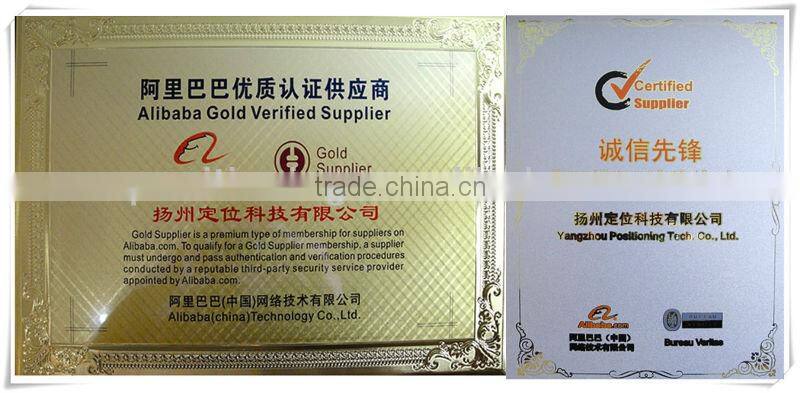 阿里巴巴优质认证供应商
Alibaba Gold Verified Supplier
Gold
Supplier
扬州定位科技有限公司
Gold Supplier is a premium type of membership for suppliers on
Alibaba.com. To qualify for a Gold Supplier membership, a supplier
must undergo and pass authentication and verification procedures
conducted by a reputable third-party security service provider
appointed by Alibaba.com.
阿里巴巴(中国)网络技术有限公司
Alibaba(china)Technology Co.,Ltd.
trade.china.cn
Certified
Supplier
诚信先锋
扬州定位科技有限公司
Yangzhou Positioning Tech. Co., Ltd.
Alibaba.com
阿里巴巴（中国）
网络技术有限公司
Bureau Veritas